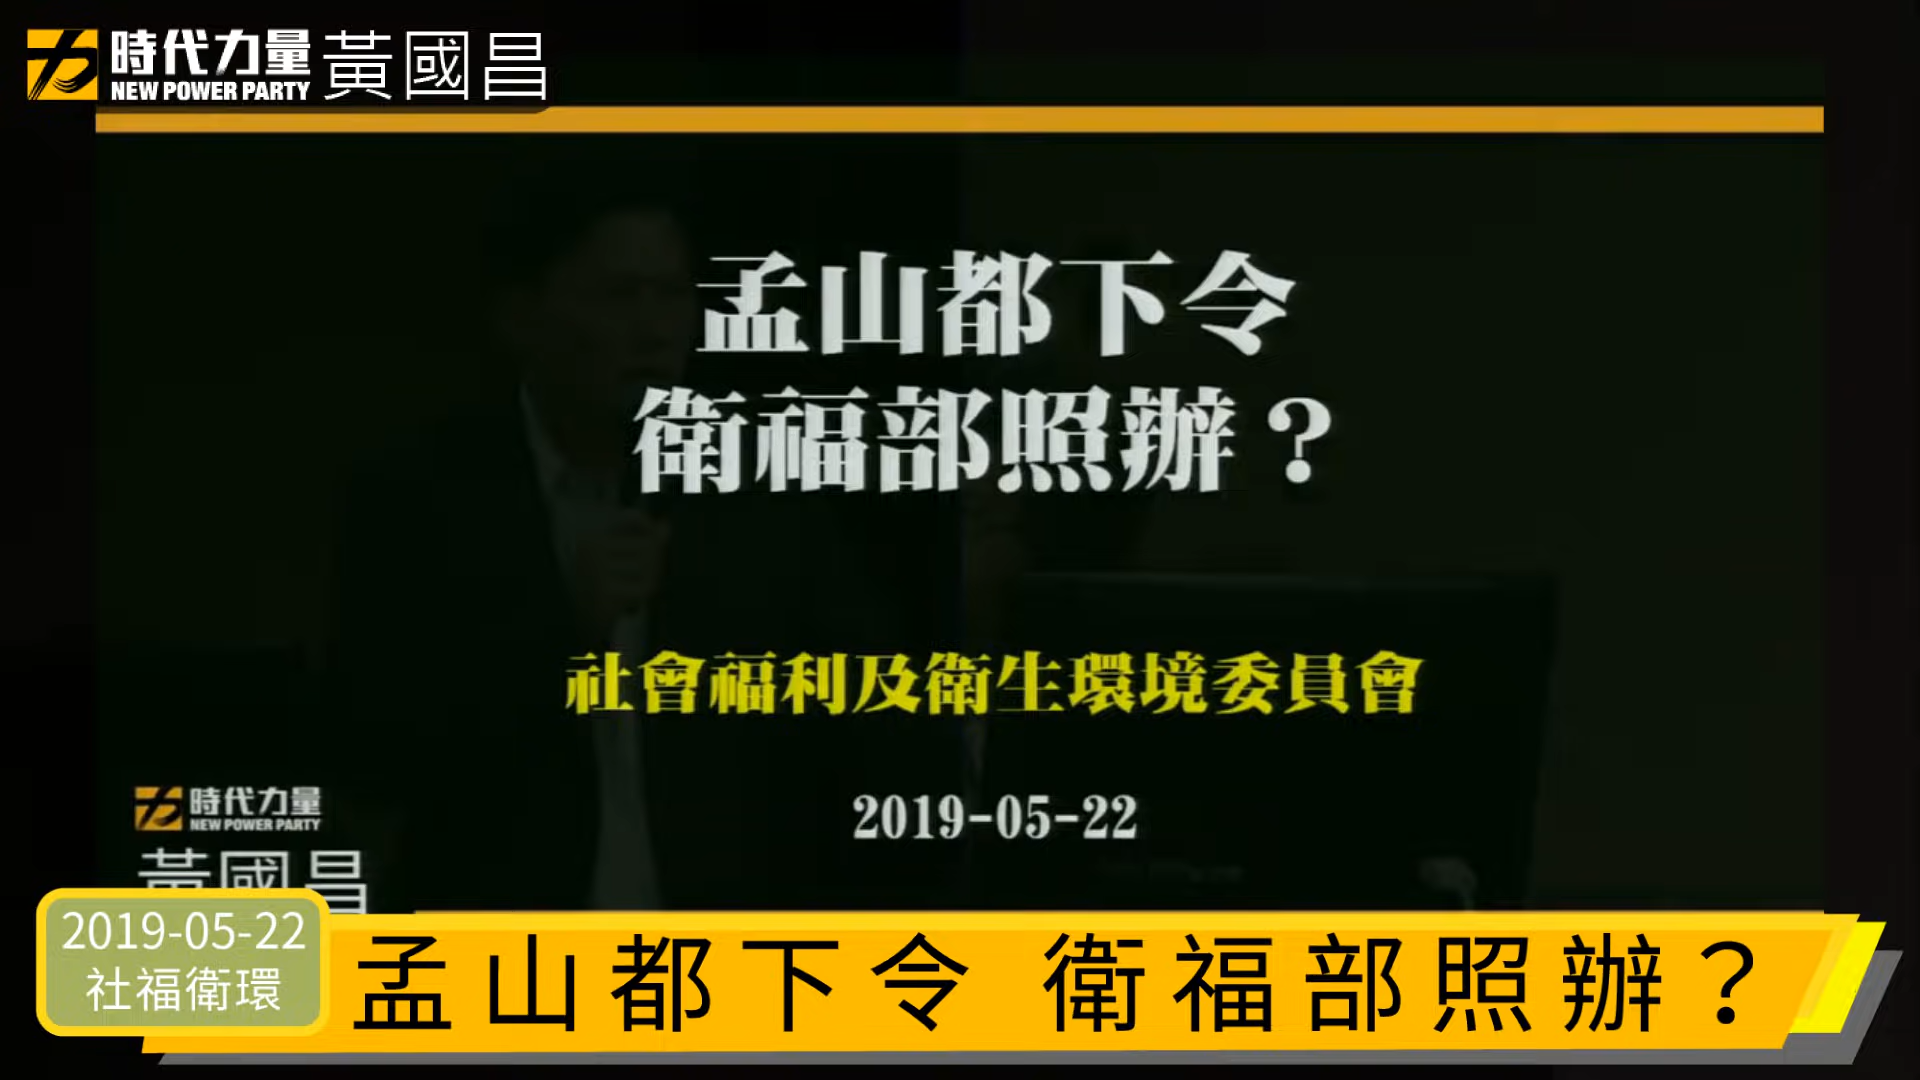 時代力量
NEW POWER PARTY
黃國昌
孟山都下令
衛福部照辦？
社會福利及衛生環境委員會
2019-05-22
時代力量
NEW POWER PARTY
黃國昌
2019-05-22
社福衛環
孟山都下令 衛福部照辦？